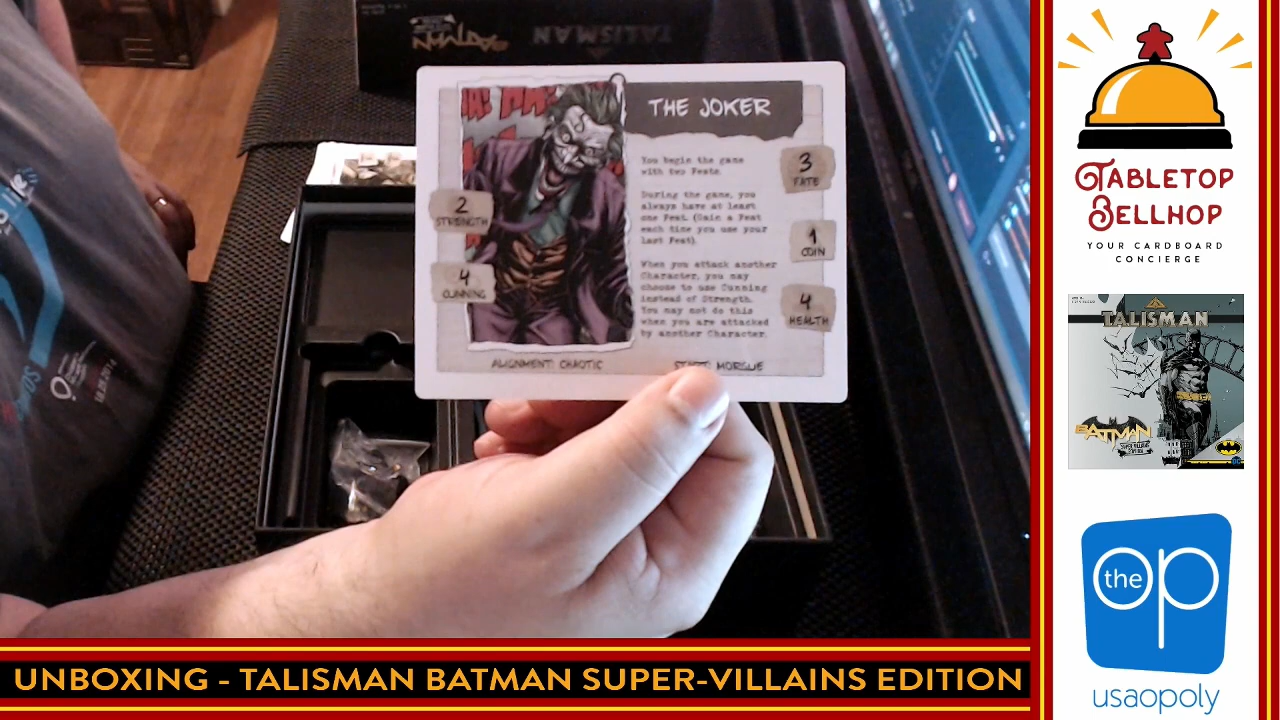 TALISMAN
BATMAN
THE JOKER
You begin the game
with two Feats.
During the game, you
always have at least
one Feat. (Gain a Feat
each time you use your
last Feat).
When you attack another
Character, you may
choose to use Cunning
instead of Strength.
You may not do this
when you are attacked
by another Character.
2
STRENGTH
4
CUNNING
3
FATE
1
COIN
4
HEALTH
ALIGNMENT: CHAOTIC
START: MORGUE
TABLETOP
BELLHOP
YOUR CARDBOARD
CONCIERGE
TALISMAN
BATMAN
the op
usaopoly
UNBOXING - TALISMAN BATMAN SUPER-VILLAINS EDITION